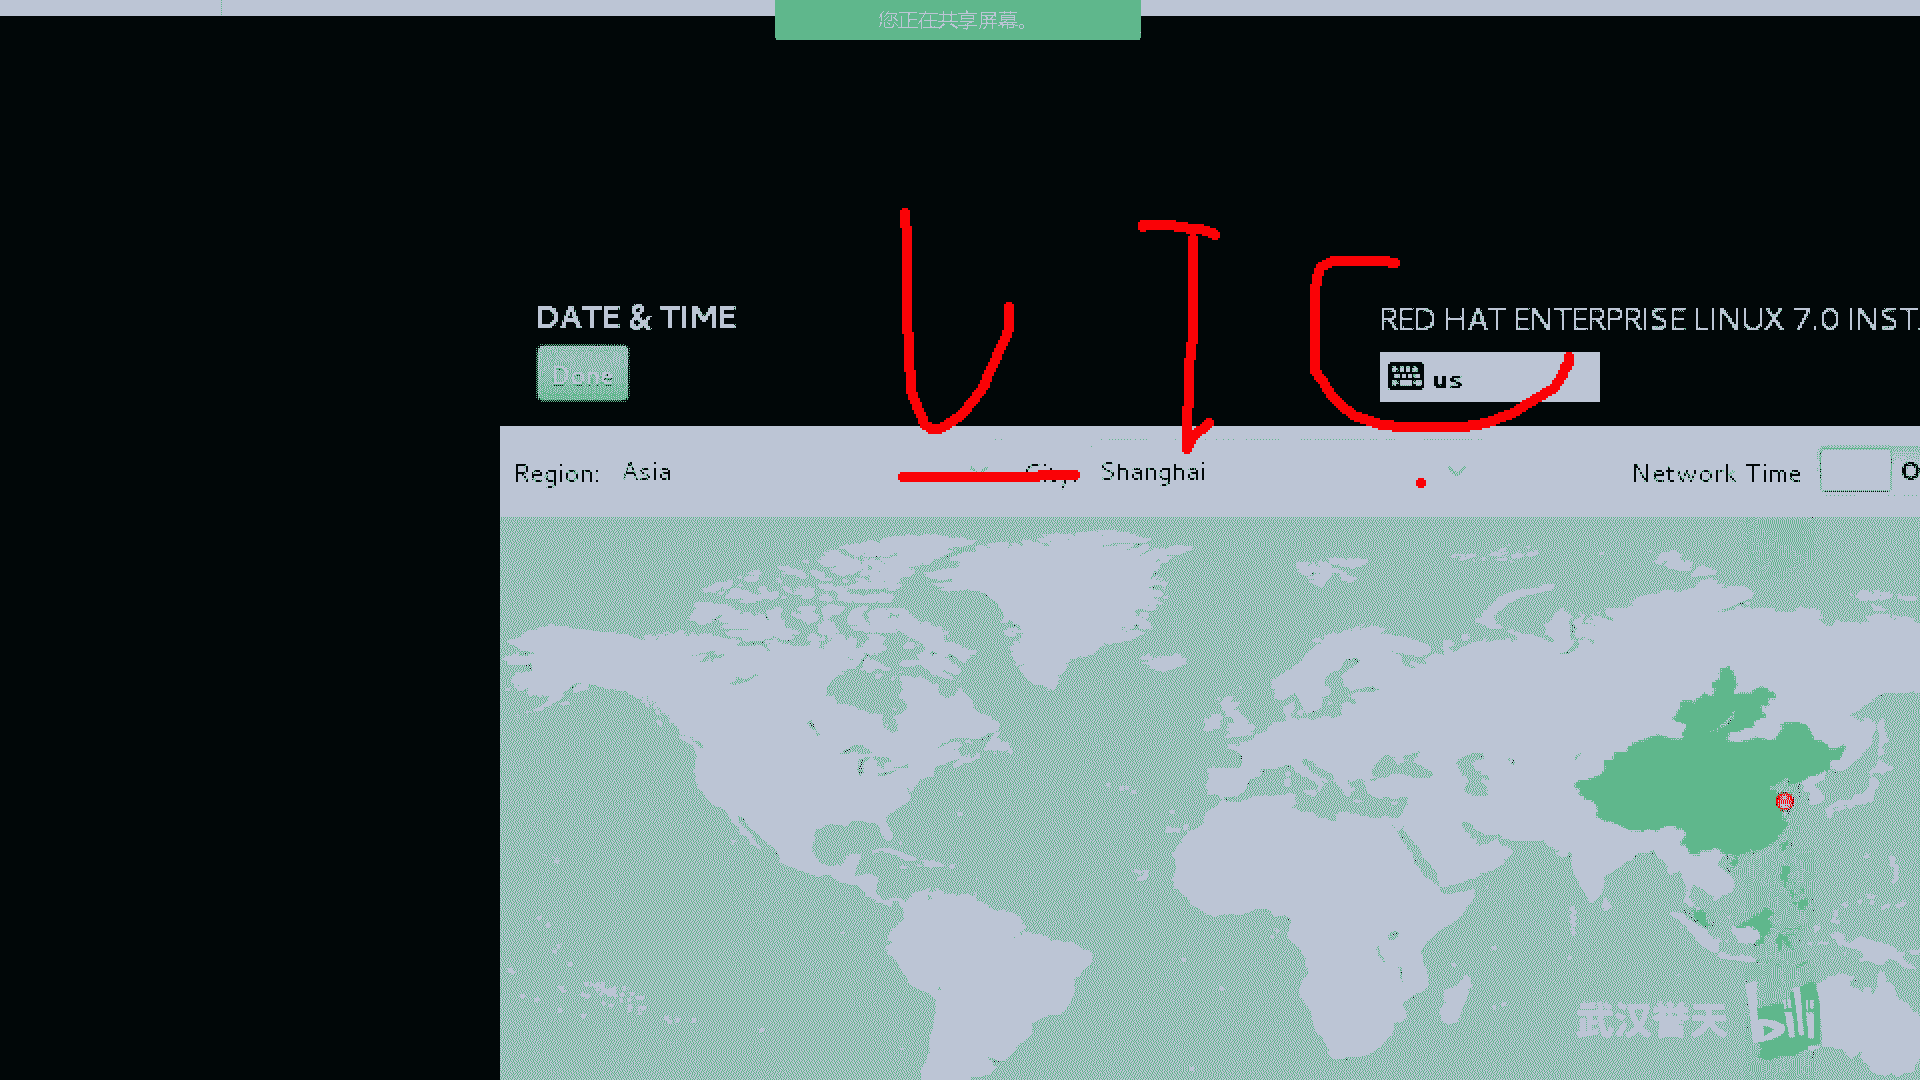 您正在共享屏幕。
UTC
DATE & TIME
RED HAT ENTERPRISE LINUX 7.0 INST
Done
us
Region: Asia City: Shanghai Network Time O
武汉誉天 bili